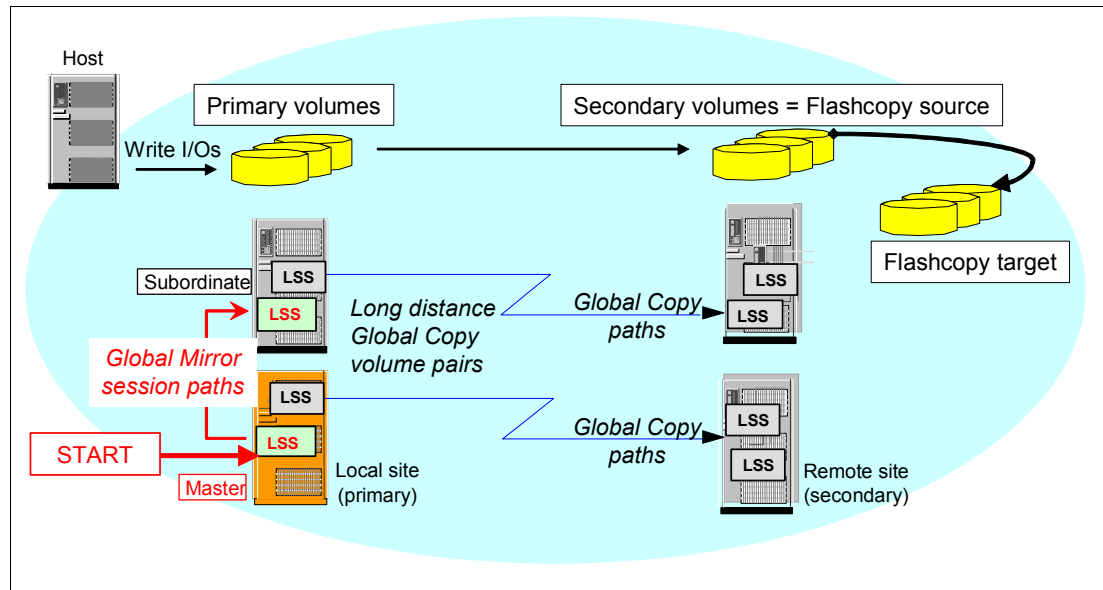 Host
Primary volumes
Secondary volumes = Flashcopy source
Write I/Os
Flashcopy target
Subordinate
LSS
LSS
Long distance
Global Copy
volume pairs
Global Copy
paths
LSS
LSS
Global Mirror
session paths
START
Master
LSS
LSS
Local site
(primary)
Global Copy
paths
LSS
LSS
Remote site
(secondary)